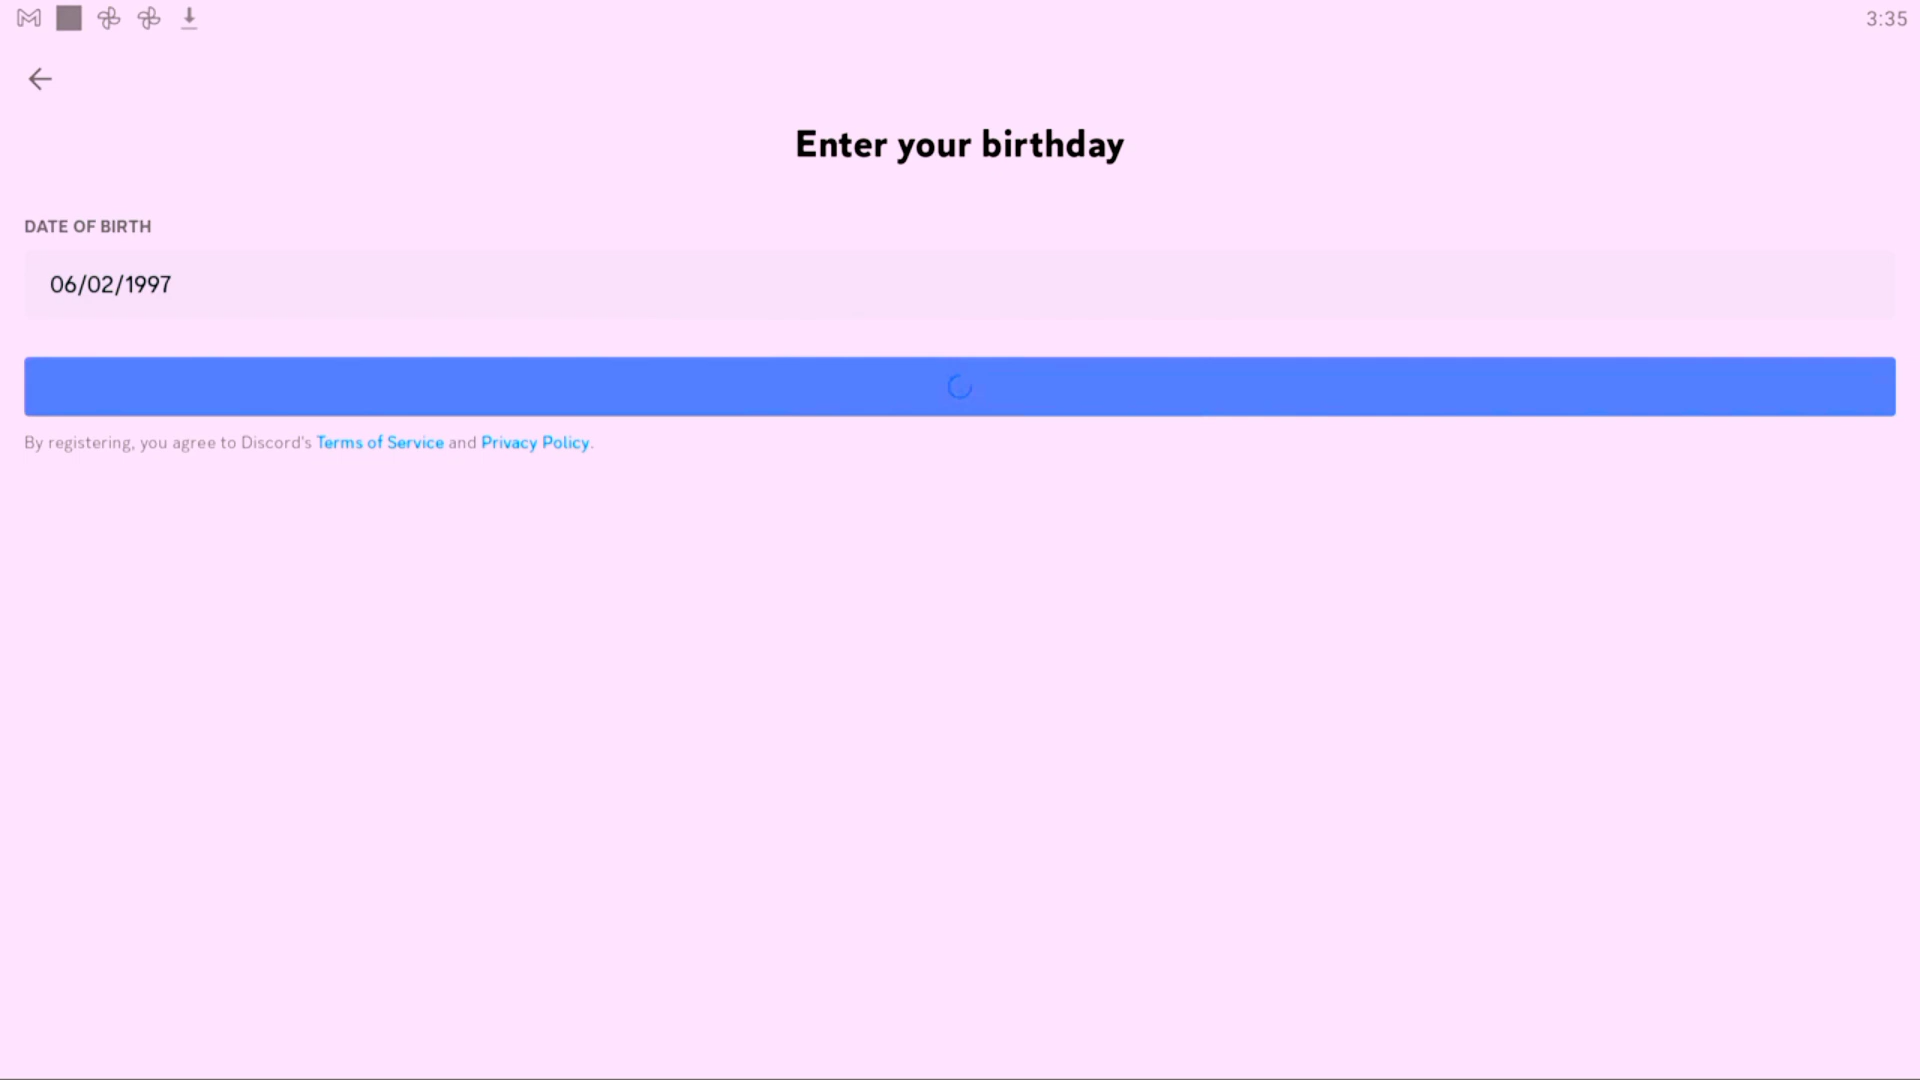 3:35
Enter your birthday
DATE OF BIRTH
06/02/1997
By registering, you agree to Discord's Terms of Service and Privacy Policy.